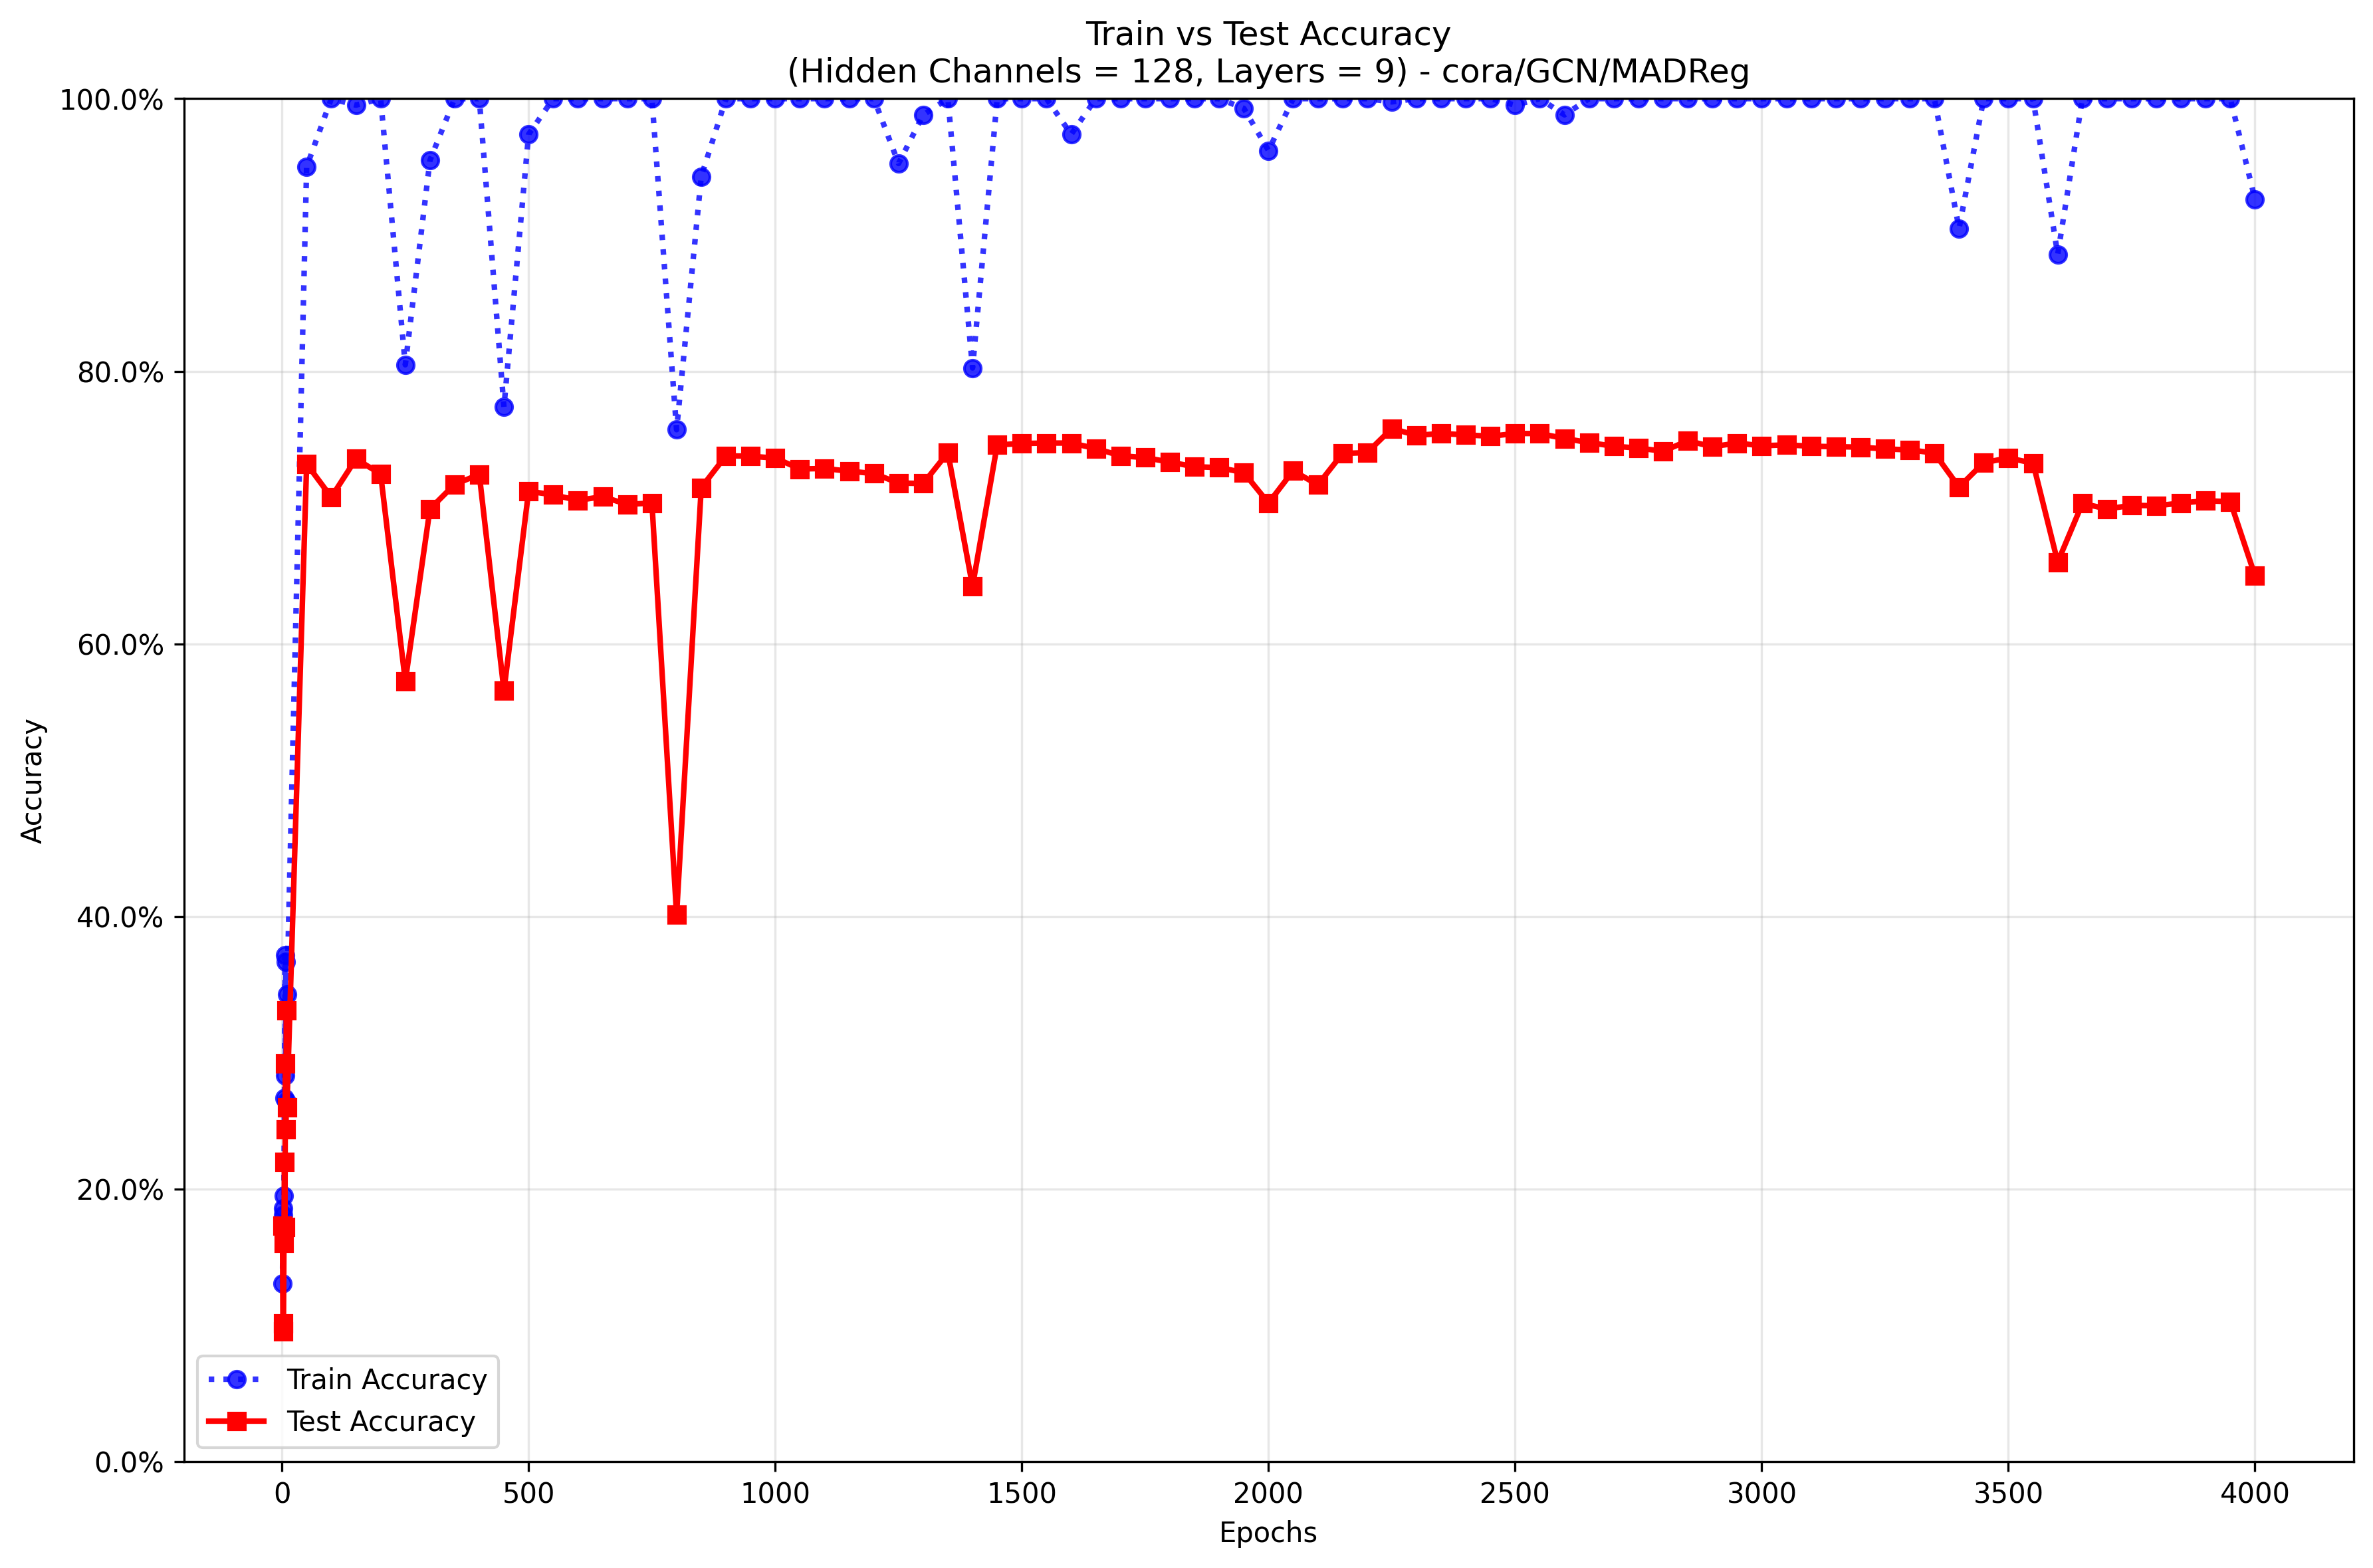 Train vs Test Accuracy
(Hidden Channels = 128, Layers = 9) - cora/GCN/MADReg
100.0%
80.0%
60.0%
40.0%
20.0%
0.0%
Accuracy
Train Accuracy
Test Accuracy
0 500 1000 1500 2000 2500 3000 3500 4000
Epochs